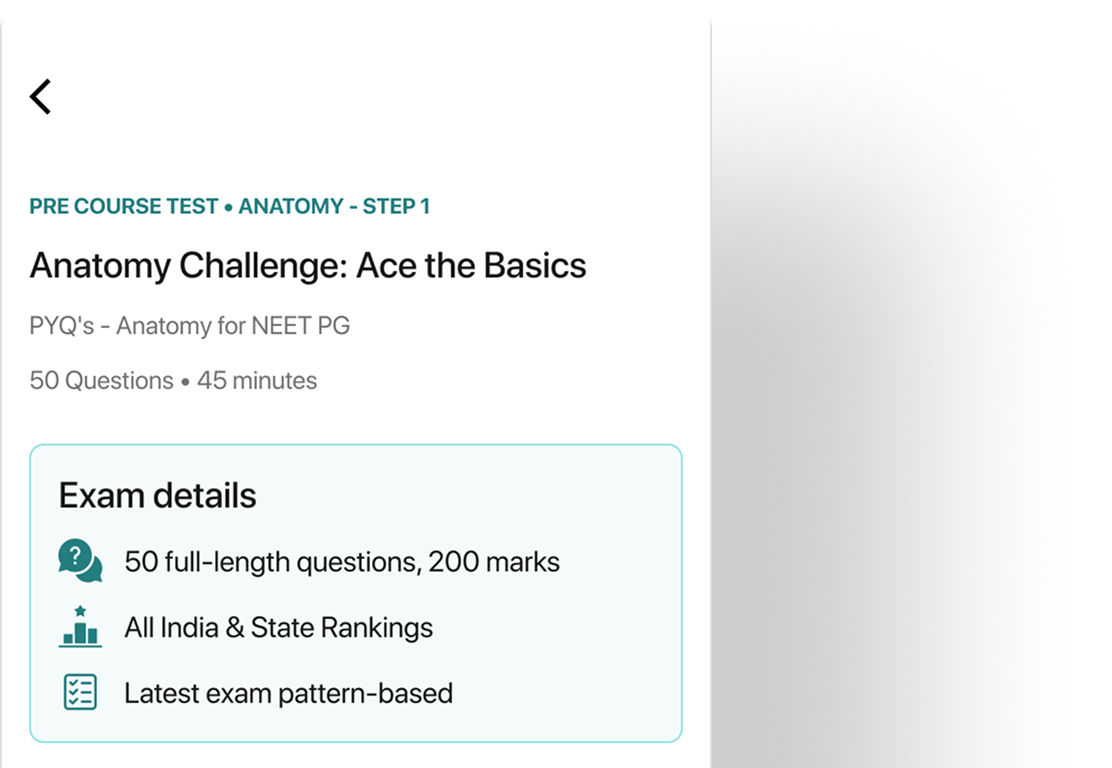 PRE COURSE TEST • ANATOMY - STEP 1
Anatomy Challenge: Ace the Basics
PYQ's - Anatomy for NEET PG
50 Questions • 45 minutes
Exam details
?
50 full-length questions, 200 marks
All India & State Rankings
Latest exam pattern-based